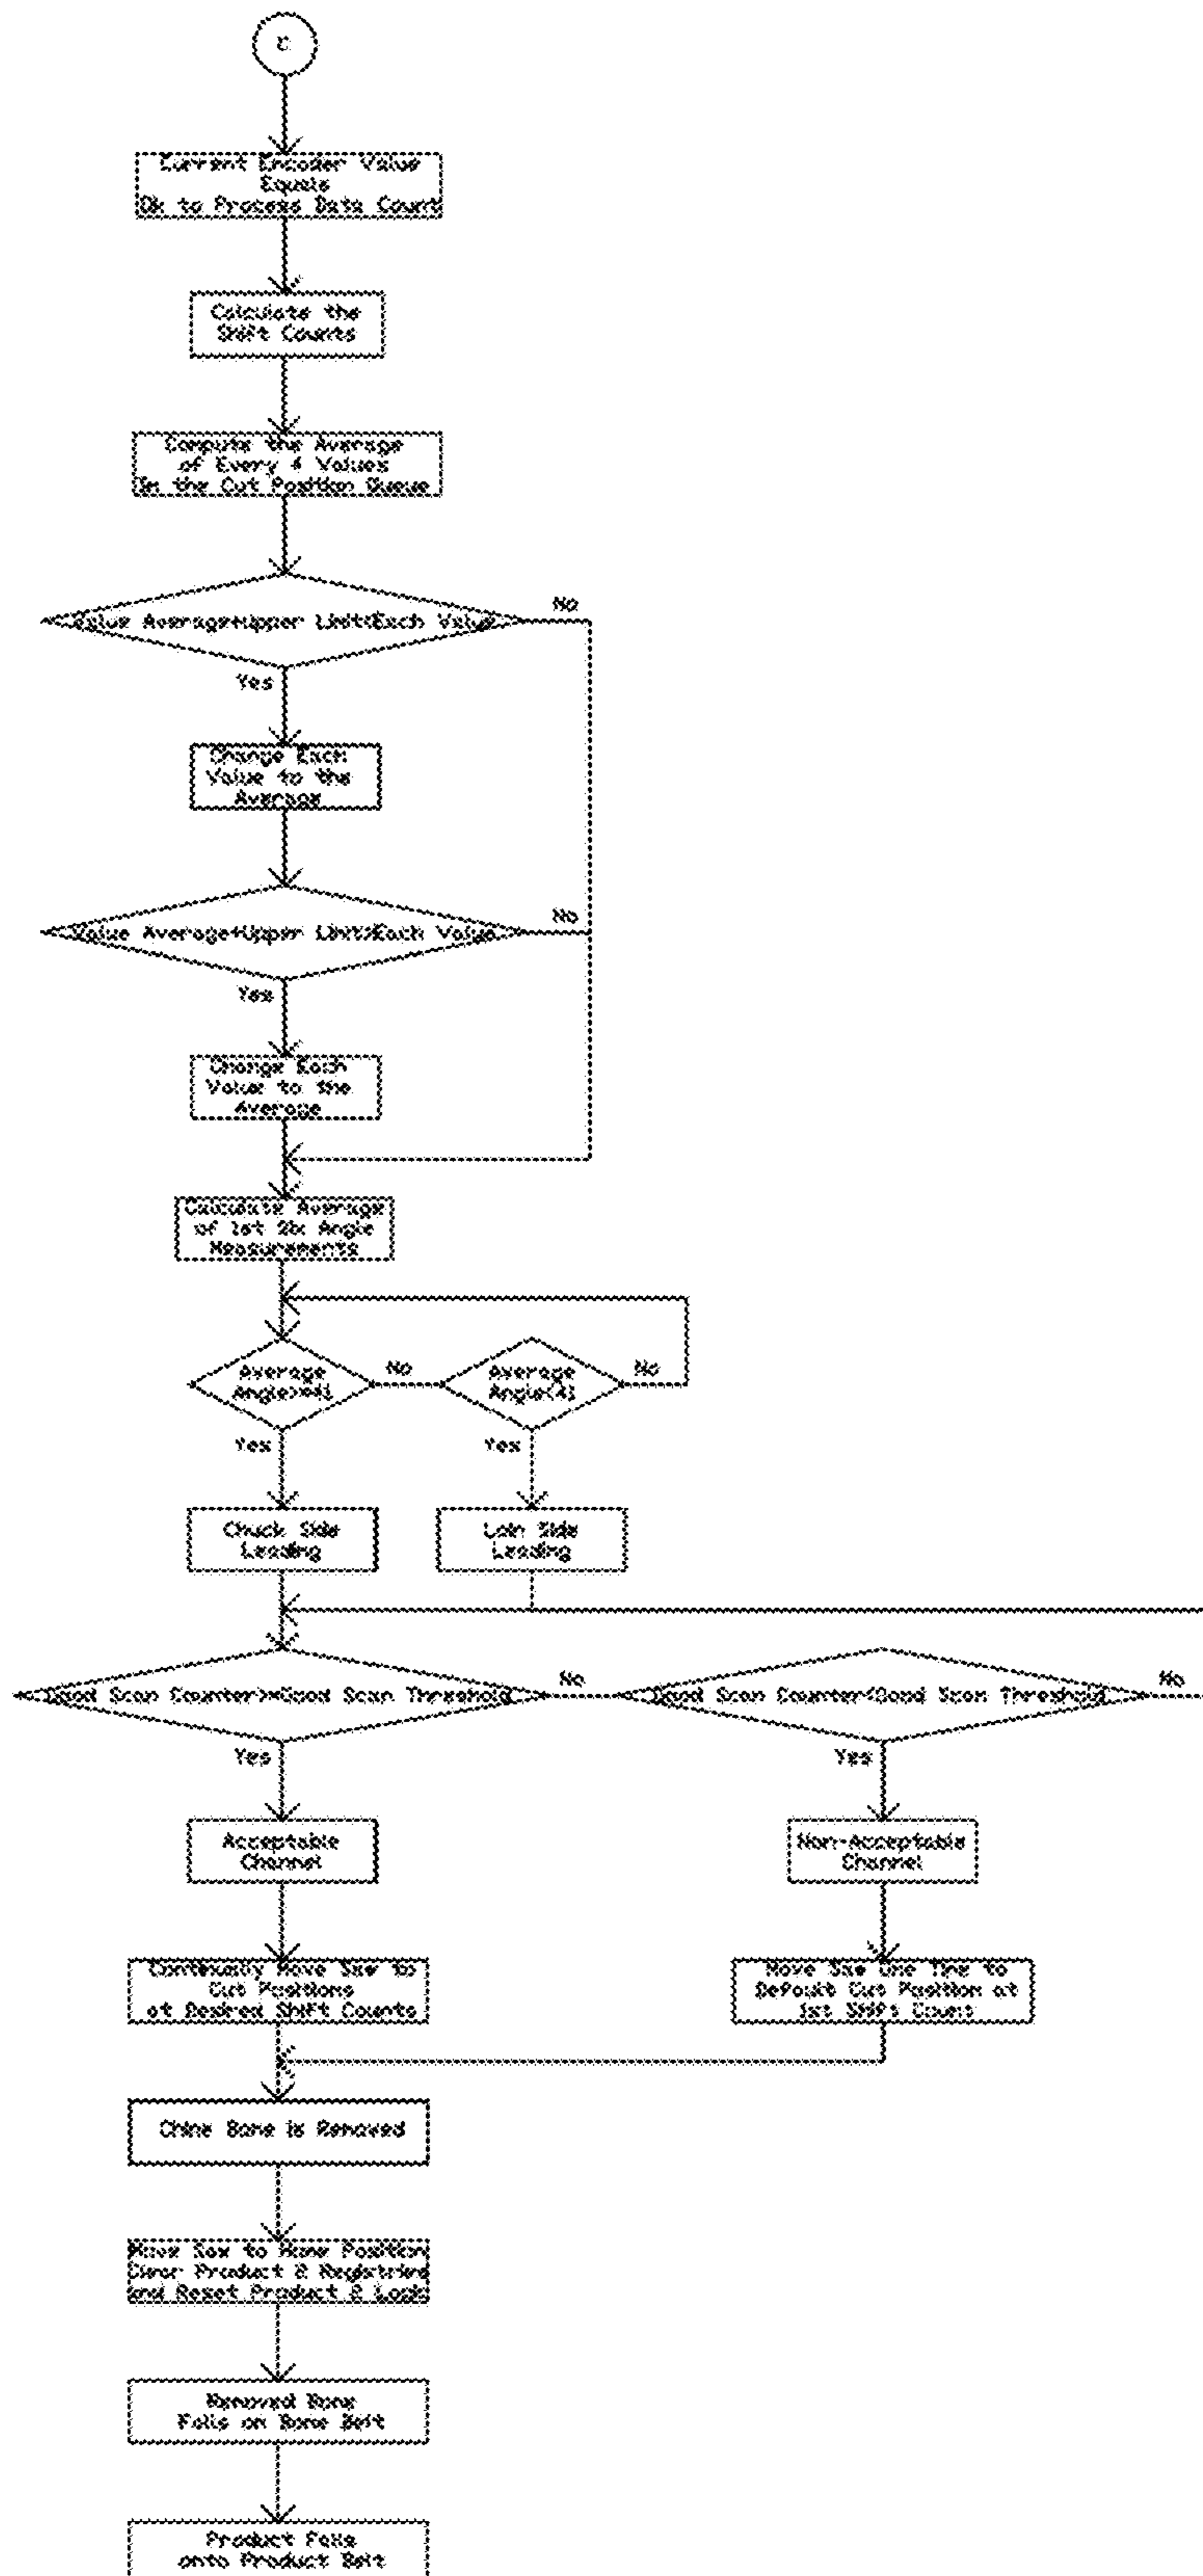 Current Encoder Value
Equals
Ok to Process Data Count
Calculate the
Shift Counts
Compute the Average
of Every 4 Values
In the Cut Position Queue
Value Average+Upper Limit<Each Value
No
Yes
Change Each
Value to the
Average
Value Average+Upper Limit>Each Value
No
Yes
Change Each
Value to the
Average
Calculate Average
of 1st Six Angle
Measurements
Average
No
Average
No
Yes
Yes
Chuck Side
Leading
Loin Side
Leading
Good Scan Counter>=Good Scan Threshold
No
Good Scan Counter<Good Scan Threshold
No
Yes
Yes
Acceptable
Channel
Non-Acceptable
Channel
Continually Move Saw to
Cut Positions
at Desired Shift Counts
Move Saw One Time to
Default Cut Position at
1st Shift Count
Chine Bone is Removed
Move Saw to Home Position
Clear Product 2 Registries
and Reset Product 2 Logic
Removed Bone
Falls on Bone Belt
Product Falls
onto Product Belt